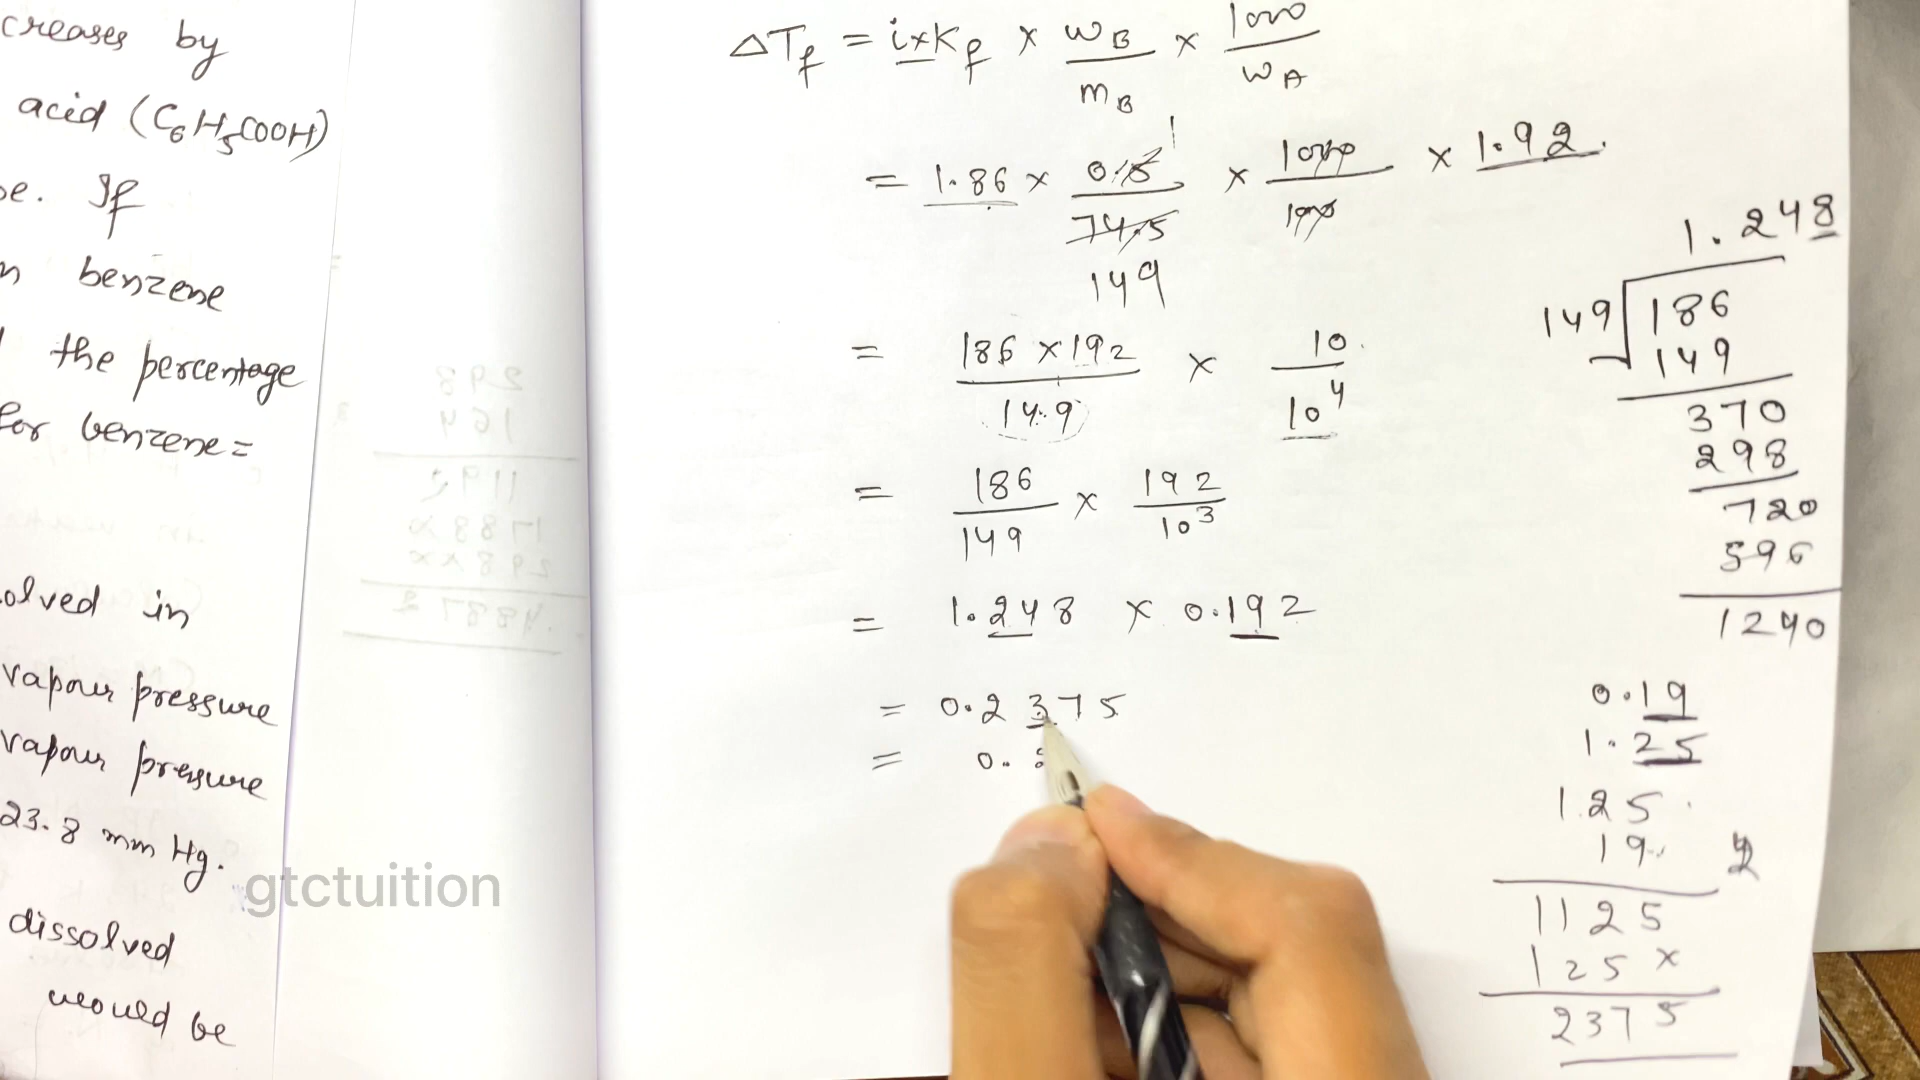 creases by
acid (C6H5COOH)
If
benzene
the percentage
for benzene =
olved in
vapour pressure
vapour pressure
23.8 mm Hg.
dissolved
would be
gtctuition
ΔTf = i×Kf × wB/mB × 1000/wA
= 1.86 × 0.5/74.5 × 1000/100 × 1.92.
1
149
= 186 × 192/14.9 × 10/10^4
= 186/149 × 192/10^3
= 1.248 × 0.192
= 0.2375
= 0.
1.248
149 186
149
370
298
720
596
1240
0.19
1.25
1.25
19
1125
125×
2375